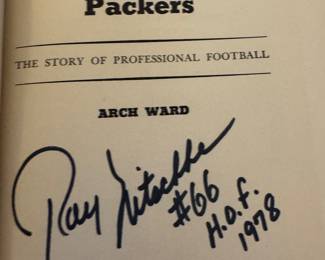 Packers
THE STORY OF PROFESSIONAL FOOTBALL
ARCH WARD
Ray Nitschke
#66
H.O.F.
1978